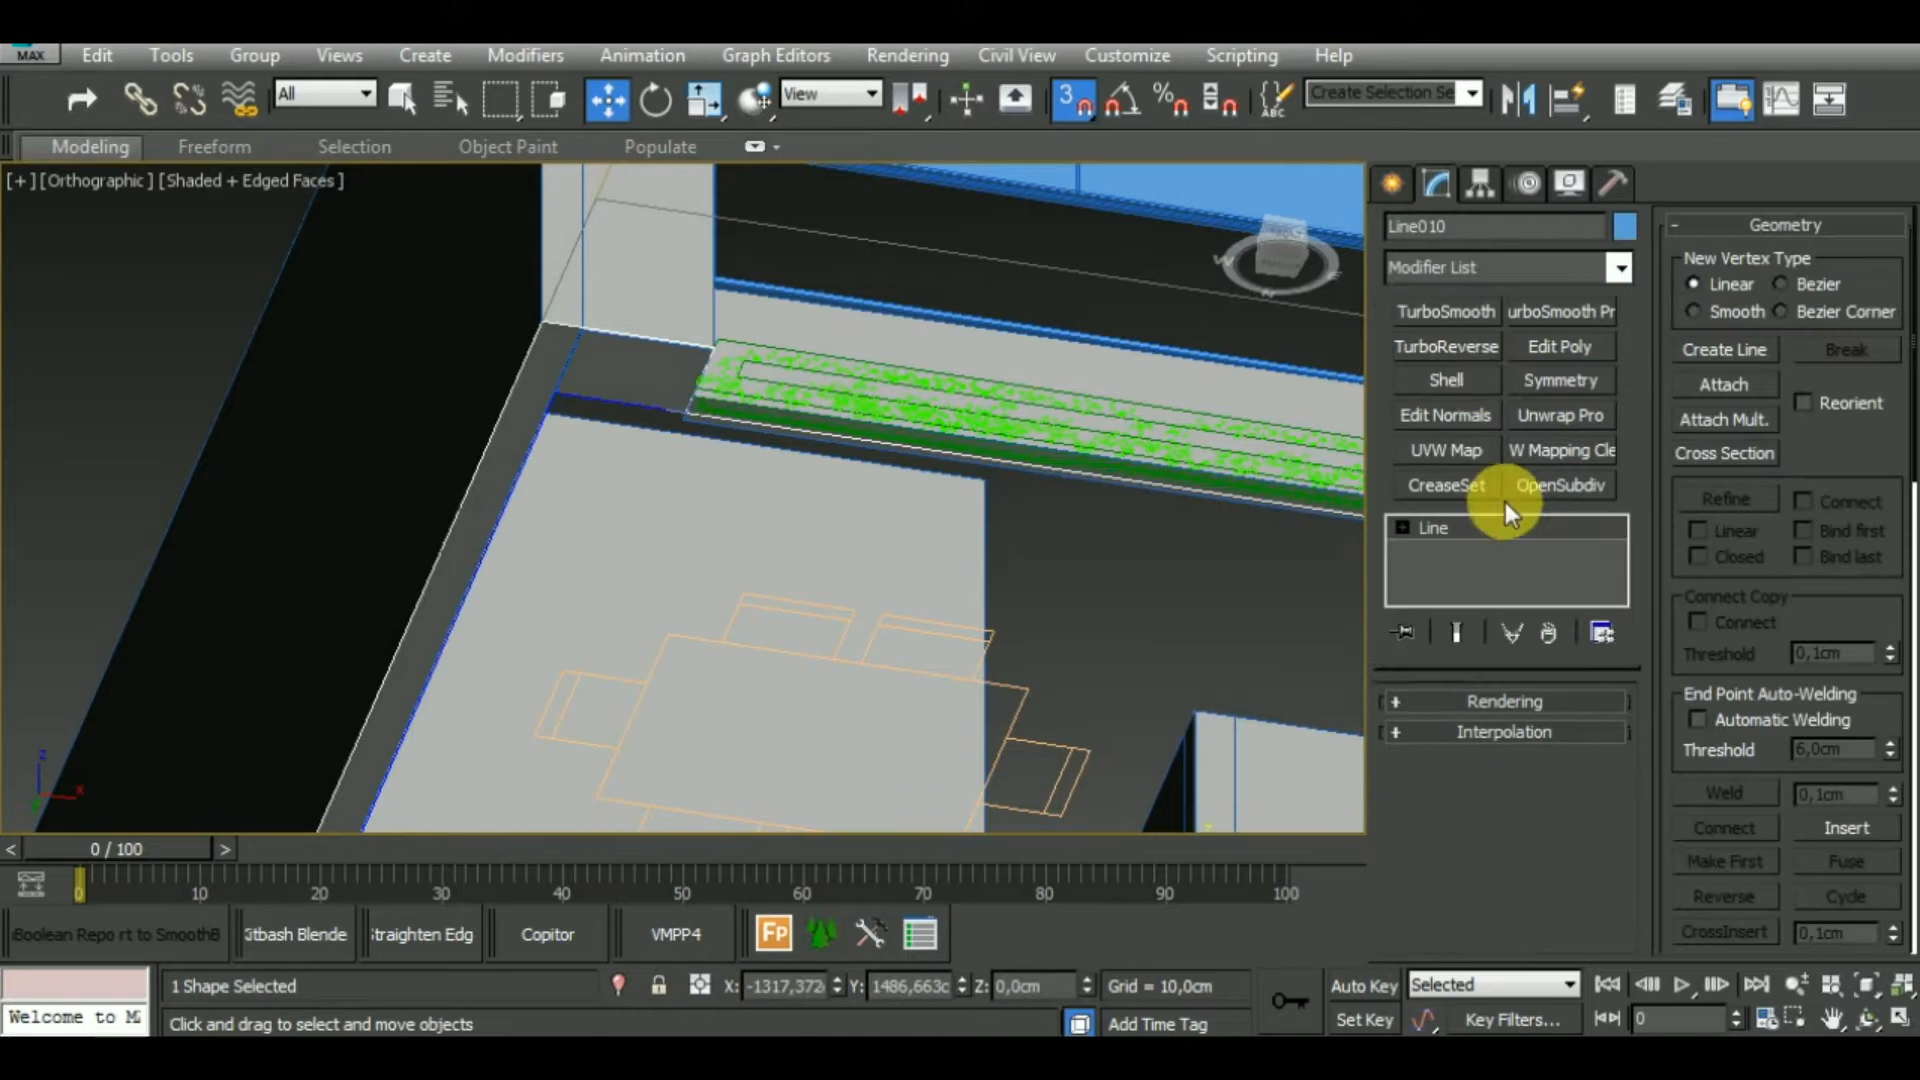 MAX Edit Tools Group Views Create Modifiers Animation Graph Editors Rendering Civil View Customize Scripting Help
All View 3 % ABC Create Selection Se
Modeling Freeform Selection Object Paint Populate
[+] [Orthographic] [Shaded + Edged Faces]
Line010
Modifier List
TurboSmooth urboSmooth Pr
TurboReverse Edit Poly
Shell Symmetry
Edit Normals Unwrap Pro
UVW Map W Mapping Cle
CreaseSet OpenSubdiv
Line
Rendering
Interpolation
Geometry
New Vertex Type
Linear Bezier
Smooth Bezier Corner
Create Line Break
Attach
Reorient
Attach Mult.
Cross Section
Refine Connect
Linear Bind first
Closed Bind last
Connect Copy
Connect
Threshold 0,1cm
End Point Auto-Welding
Automatic Welding
Threshold 6,0cm
Weld 0,1cm
Connect Insert
Make First Fuse
Reverse Cycle
CrossInsert 0,1cm
z x
< 0 / 100 >
0 10 20 30 40 50 60 70 80 90 100
Boolean Repo rt to SmoothB itbash Blende traighten Edg Copitor VMPP4 FP
1 Shape Selected X: -1317,372 Y: 1486,663c Z: 0,0cm Grid = 10,0cm Auto Key Selected
Welcome to M Click and drag to select and move objects Add Time Tag Set Key Key Filters... 0